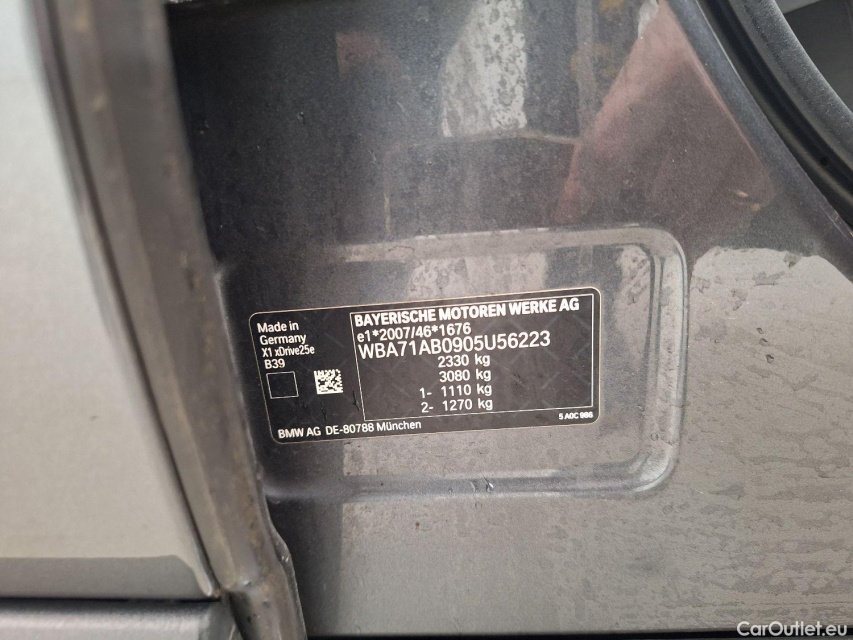 BAYERISCHE MOTOREN WERKE AG
e1*2007/46*1676
WBA71AB0905U56223
2330 kg
3080 kg
1- 1110 kg
2- 1270 kg
Made in
Germany
X1 xDrive25e
B39
5 A0C 986
BMW AG DE-80788 München
CarOutlet.eu